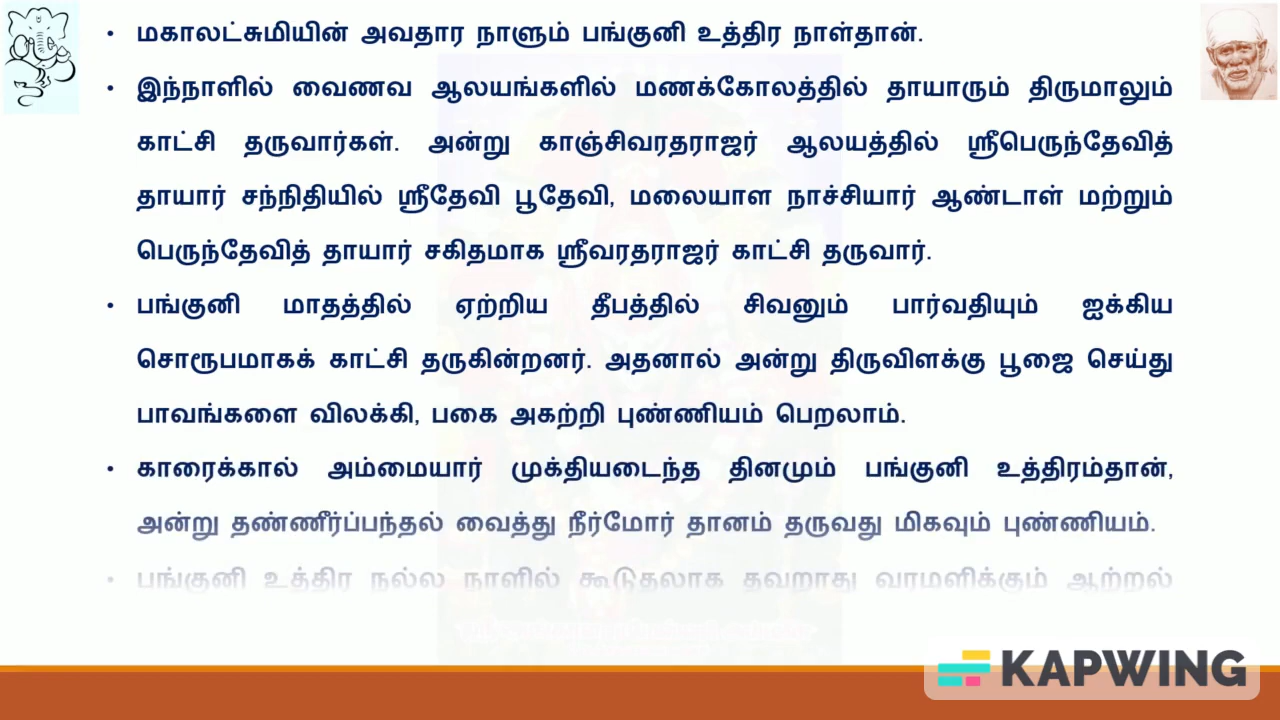 • மகாலட்சுமியின் அவதார நாளும் பங்குனி உத்திர நாள்தான்.
• இந்நாளில் வைணவ ஆலயங்களில் மணக்கோலத்தில் தாயாரும் திருமாலும்
காட்சி தருவார்கள். அன்று காஞ்சிவரதராஜர் ஆலயத்தில் ஸ்ரீபெருந்தேவித்
தாயார் சந்நிதியில் ஸ்ரீதேவி பூதேவி, மலையாள நாச்சியார் ஆண்டாள் மற்றும்
பெருந்தேவித் தாயார் சகிதமாக ஸ்ரீவரதராஜர் காட்சி தருவார்.
• பங்குனி மாதத்தில் ஏற்றிய தீபத்தில் சிவனும் பார்வதியும் ஐக்கிய
சொரூபமாகக் காட்சி தருகின்றனர். அதனால் அன்று திருவிளக்கு பூஜை செய்து
பாவங்களை விலக்கி, பகை அகற்றி புண்ணியம் பெறலாம்.
• காரைக்கால் அம்மையார் முக்தியடைந்த தினமும் பங்குனி உத்திரம்தான்,
அன்று தண்ணீர்ப்பந்தல் வைத்து நீர்மோர் தானம் தருவது மிகவும் புண்ணியம்.
• பங்குனி உத்திர நல்ல நாளில் கூடுதலாக தவறாது வரமளிக்கும் ஆற்றல்
KAPWING